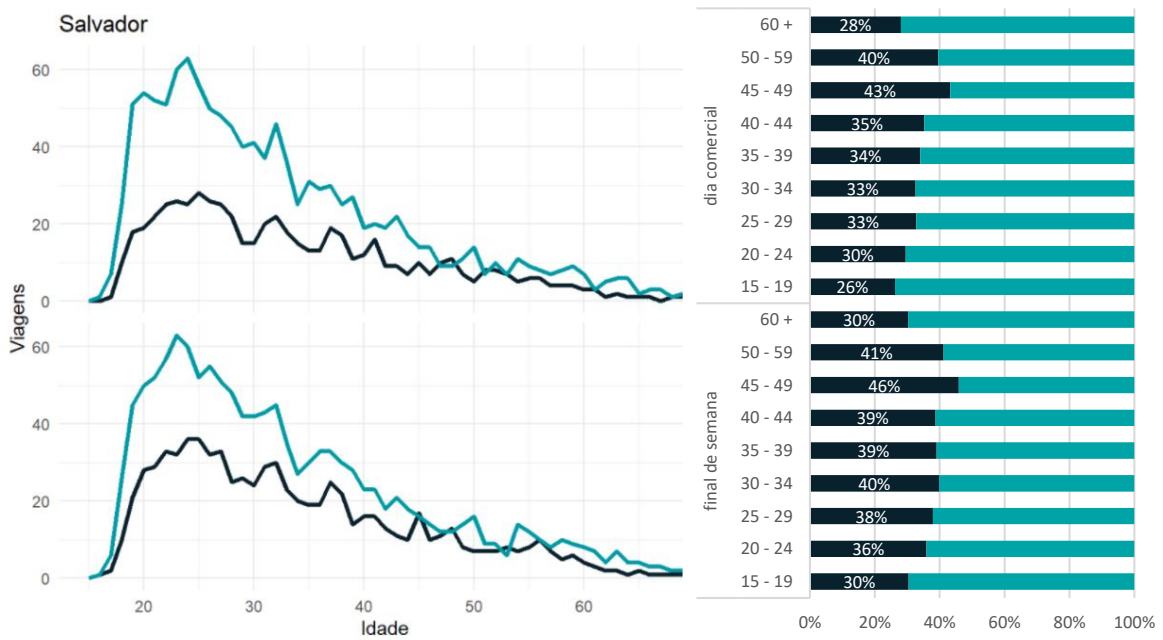 Salvador
Viagens
60
40
20
0
60
40
20
0
20
30
40
50
60
Idade
dia comercial
60 +
28%
50 - 59
40%
45 - 49
43%
40 - 44
35%
35 - 39
34%
30 - 34
33%
25 - 29
33%
20 - 24
30%
15 - 19
26%
final de semana
60 +
30%
50 - 59
41%
45 - 49
46%
40 - 44
39%
35 - 39
39%
30 - 34
40%
25 - 29
38%
20 - 24
36%
15 - 19
30%
0%
20%
40%
60%
80%
100%